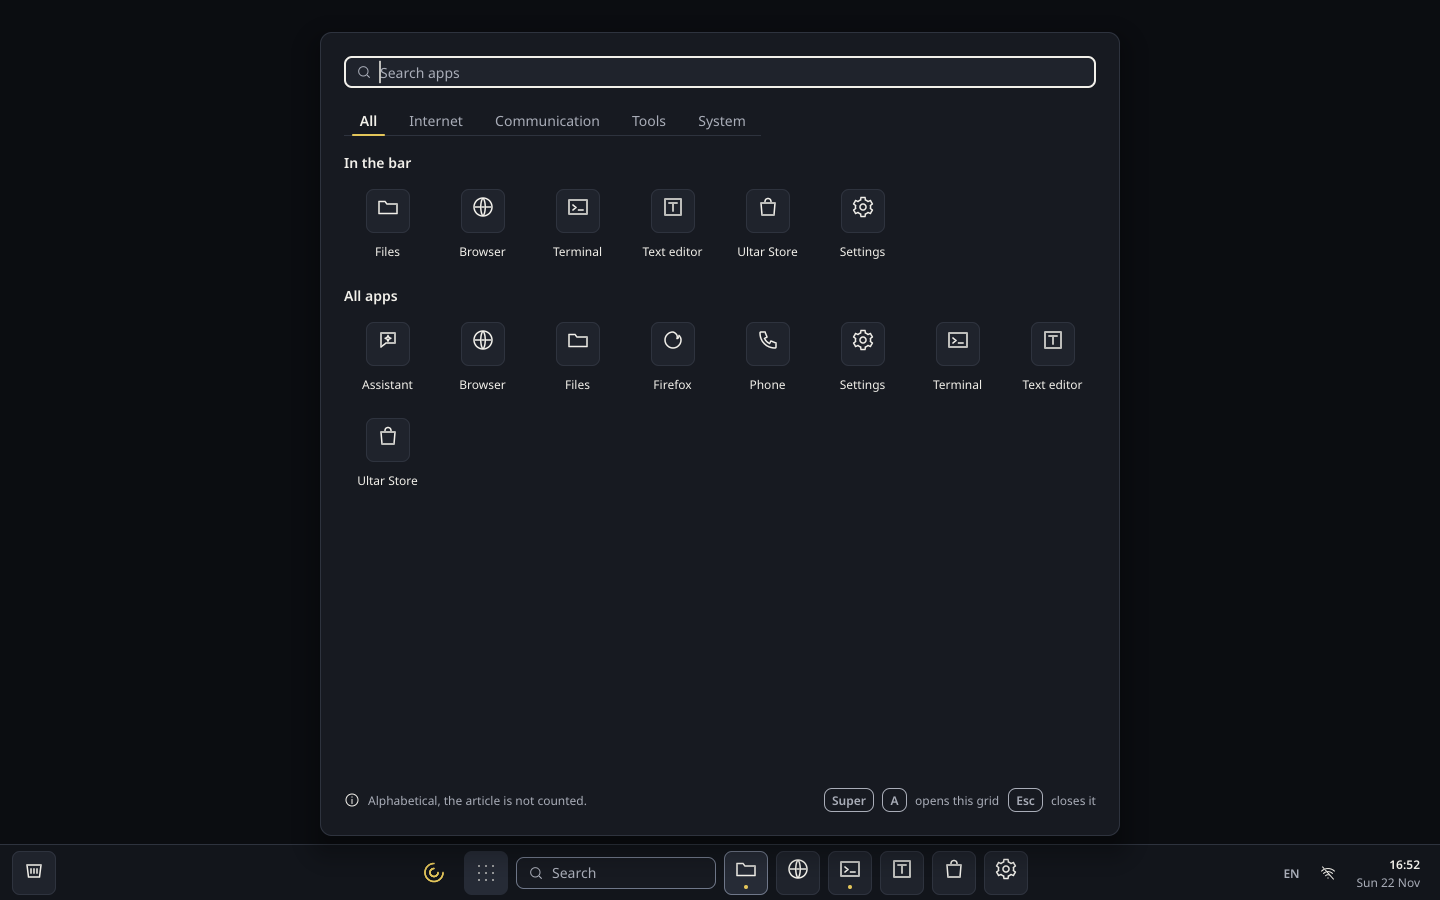 Search apps
All Internet Communication Tools System
In the bar
Files Browser Terminal Text editor Ultar Store Settings
All apps
Assistant Browser Files Firefox Phone Settings Terminal Text editor
Ultar Store
Alphabetical, the article is not counted. Super A opens this grid Esc closes it
Search EN 16:52
Sun 22 Nov